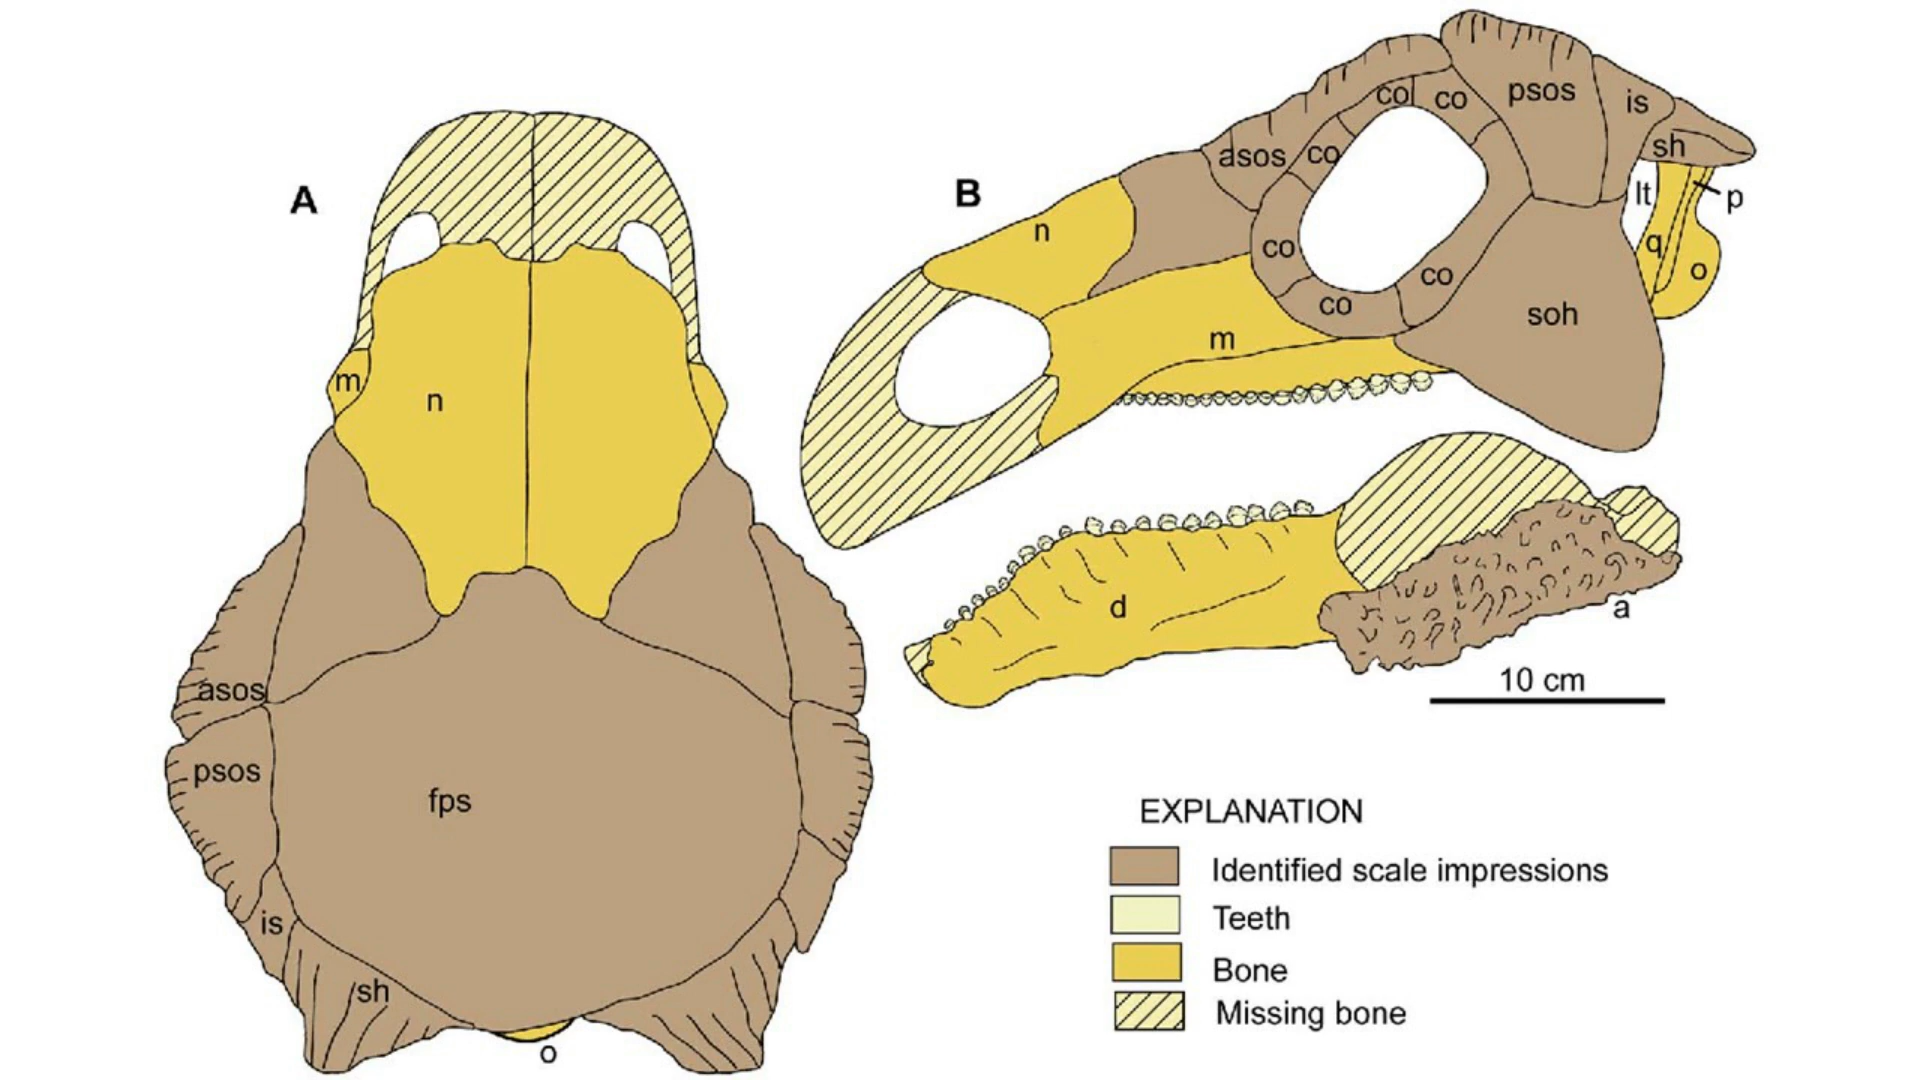 A
m
n
asos
psos
fps
is
sh
o
B
psos
co
co
is
asos
co
sh
lt
p
n
co
q
co
o
co
soh
m
d
a
10 cm
EXPLANATION
Identified scale impressions
Teeth
Bone
Missing bone